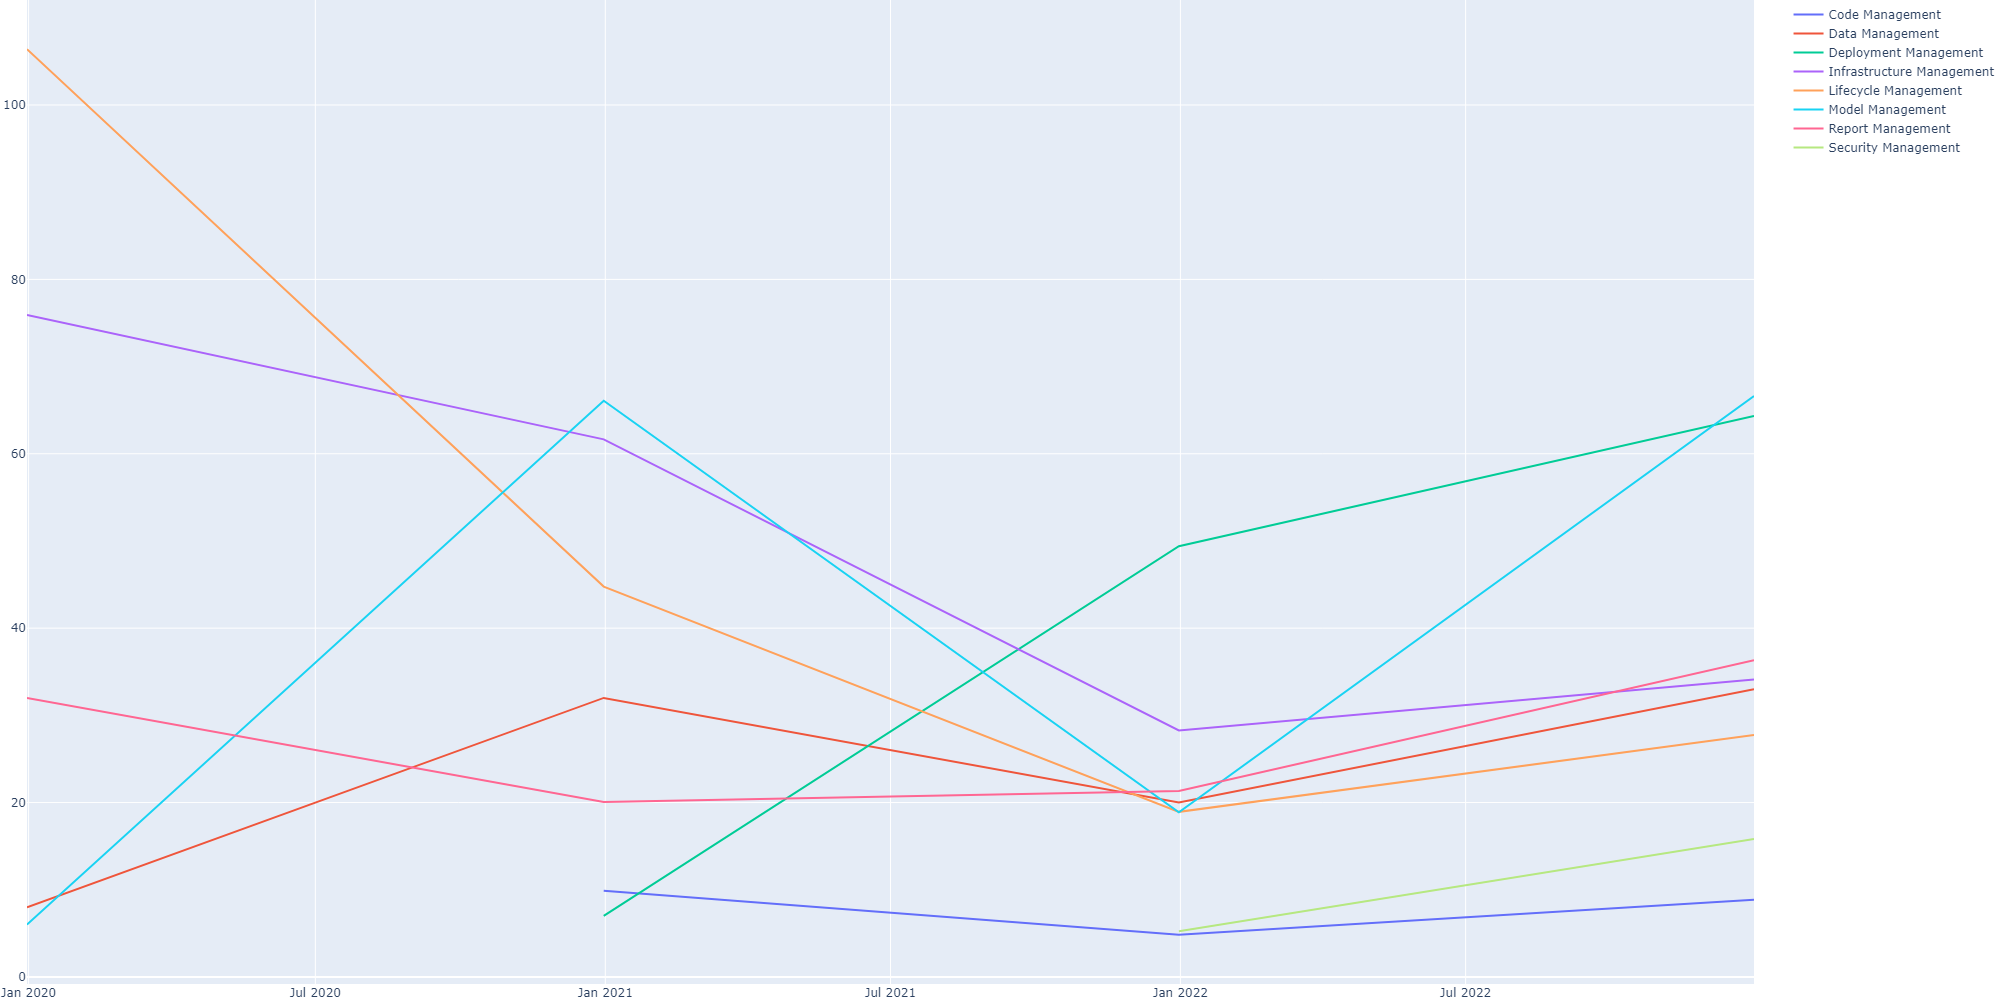 100
80
60
40
20
0
Jan 2020
Jul 2020
Jan 2021
Jul 2021
Jan 2022
Jul 2022
Code Management
Data Management
Deployment Management
Infrastructure Management
Lifecycle Management
Model Management
Report Management
Security Management